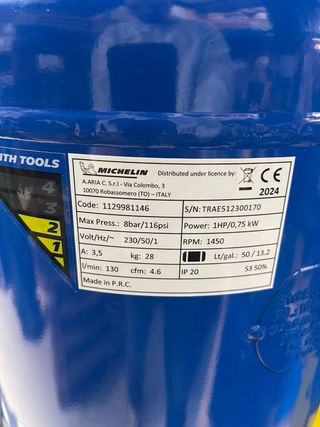 ITH TOOLS
4
3
2
1
MICHELIN Distributed under licence by:
A.ARIA C. S.r.l - Via Colombo, 3
10070 Robassomero (TO) – ITALY
CE
2024
Code: 1129981146 S/N: TRAE512300170
Max Press.: 8bar/116psi Power: 1HP/0,75 kW
Volt/Hz/~ 230/50/1 RPM: 1450
A: 3,5 kg: 28 Lt/gal.: 50 / 13.2
l/min: 130 cfm: 4.6 IP 20 S3 50%
Made in P.R.C.